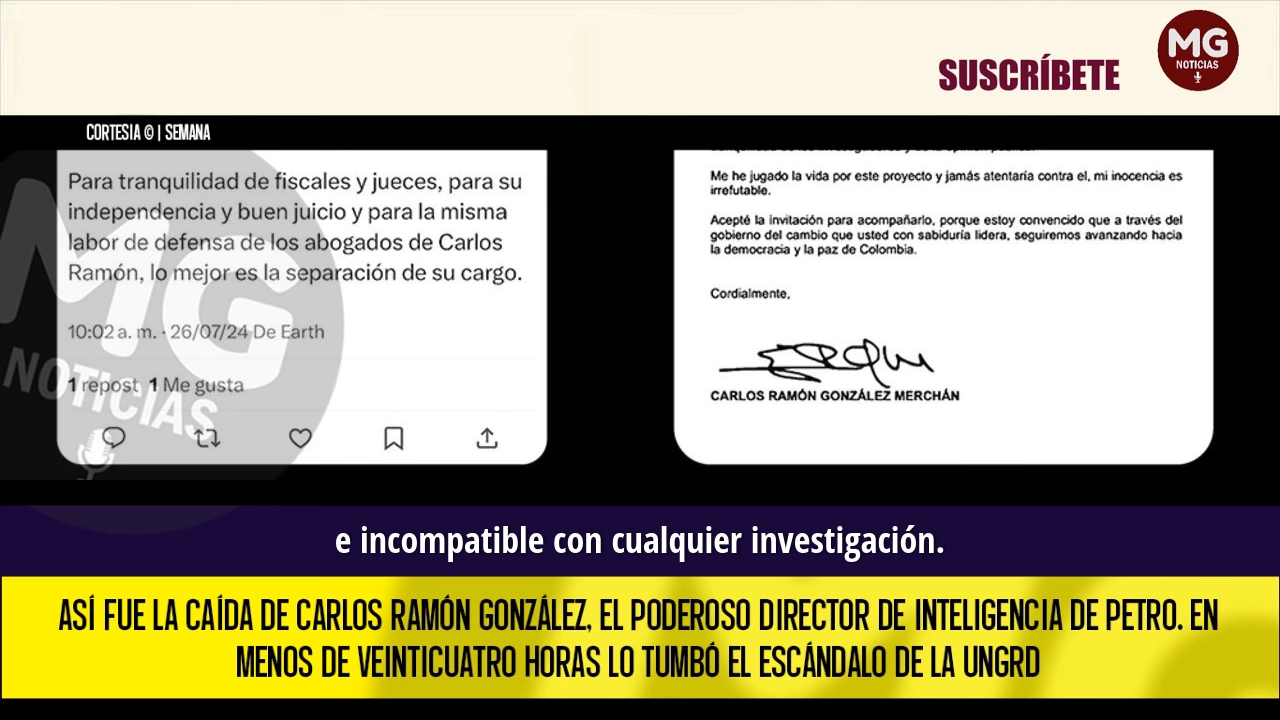 SUSCRÍBETE
MG
NOTICIAS
CORTESIA © | SEMANA
Para tranquilidad de fiscales y jueces, para su
independencia y buen juicio y para la misma
labor de defensa de los abogados de Carlos
Ramón, lo mejor es la separación de su cargo.
10:02 a. m. · 26/07/24 De Earth
1 repost 1 Me gusta
MG
NOTICIAS
Me he jugado la vida por este proyecto y jamás atentaría contra el, mi inocencia es
irrefutable.
Acepté la invitación para acompañarlo, porque estoy convencido que a través del
gobierno del cambio que usted con sabiduría lidera, seguiremos avanzando hacia
la democracia y la paz de Colombia.
Cordialmente,
CARLOS RAMÓN GONZÁLEZ MERCHÁN
e incompatible con cualquier investigación.
ASÍ FUE LA CAÍDA DE CARLOS RAMÓN GONZÁLEZ, EL PODEROSO DIRECTOR DE INTELIGENCIA DE PETRO. EN
MENOS DE VEINTICUATRO HORAS LO TUMBÓ EL ESCÁNDALO DE LA UNGRD